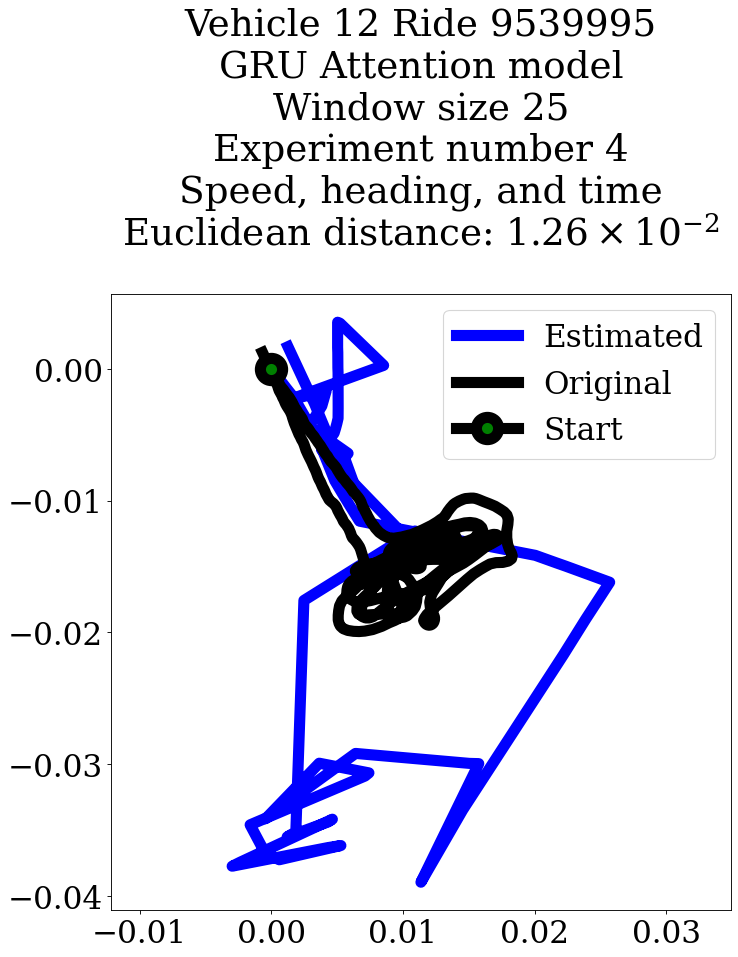 Vehicle 12 Ride 9539995
GRU Attention model
Window size 25
Experiment number 4
Speed, heading, and time
Euclidean distance: 1.26 × 10⁻²
Estimated
Original
Start
0.00
−0.01
−0.02
−0.03
−0.04
−0.01 0.00 0.01 0.02 0.03